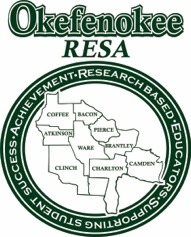 Okefenokee
RESA
SUPPORTING STUDENT SUCCESS·ACHIEVEMENT·RESEARCH BASED EDUCATORS·
COFFEE
BACON
ATKINSON
PIERCE
WARE
BRANTLEY
CLINCH
CHARLTON
CAMDEN